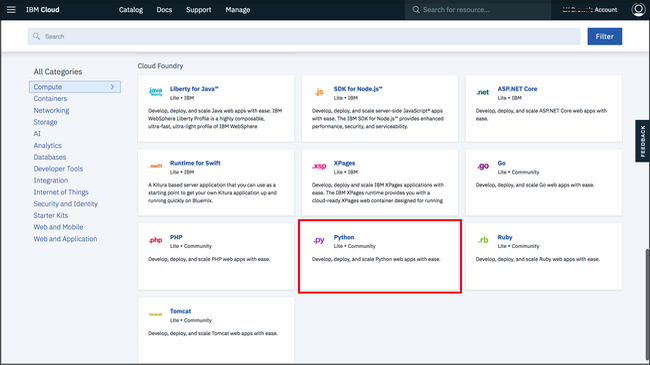 IBM Cloud Catalog Docs Support Manage Search for resource... Account
Search Filter
All Categories
Compute
Containers
Networking
Storage
AI
Analytics
Databases
Developer Tools
Integration
Internet of Things
Security and Identity
Starter Kits
Web and Mobile
Web and Application
Cloud Foundry
Java Liberty
Liberty for Java™
Lite • IBM
Develop, deploy, and scale Java web apps with ease. IBM
WebSphere Liberty Profile is a highly composable,
ultra-fast, ultra-light profile of IBM WebSphere
.js
SDK for Node.js™
Lite • IBM
Develop, deploy, and scale server-side JavaScript® apps
with ease. The IBM SDK for Node.js™ provides enhanced
performance, security, and serviceability.
.net
ASP.NET Core
Lite • IBM
Develop, deploy, and scale ASP.NET Core web apps with
ease.
.swift
Runtime for Swift
Lite • IBM
A Kitura based server application that you can use as a
starting point to get your own Kitura application up and
running quickly on Bluemix.
.xsp
XPages
Lite • IBM
Develop, deploy, and scale IBM XPages applications with
ease. The IBM XPages runtime provides you with a
cloud-ready XPages web container designed for running
.go
Go
Lite • Community
Develop, deploy, and scale Go web apps with ease.
.php
PHP
Lite • Community
Develop, deploy, and scale PHP web apps with ease.
.py
Python
Lite • Community
Develop, deploy, and scale Python web apps with ease.
.rb
Ruby
Lite • Community
Develop, deploy, and scale Ruby web apps with ease.
tomcat
Tomcat
Lite • Community
Develop, deploy, and scale Tomcat web apps with ease.
FEEDBACK